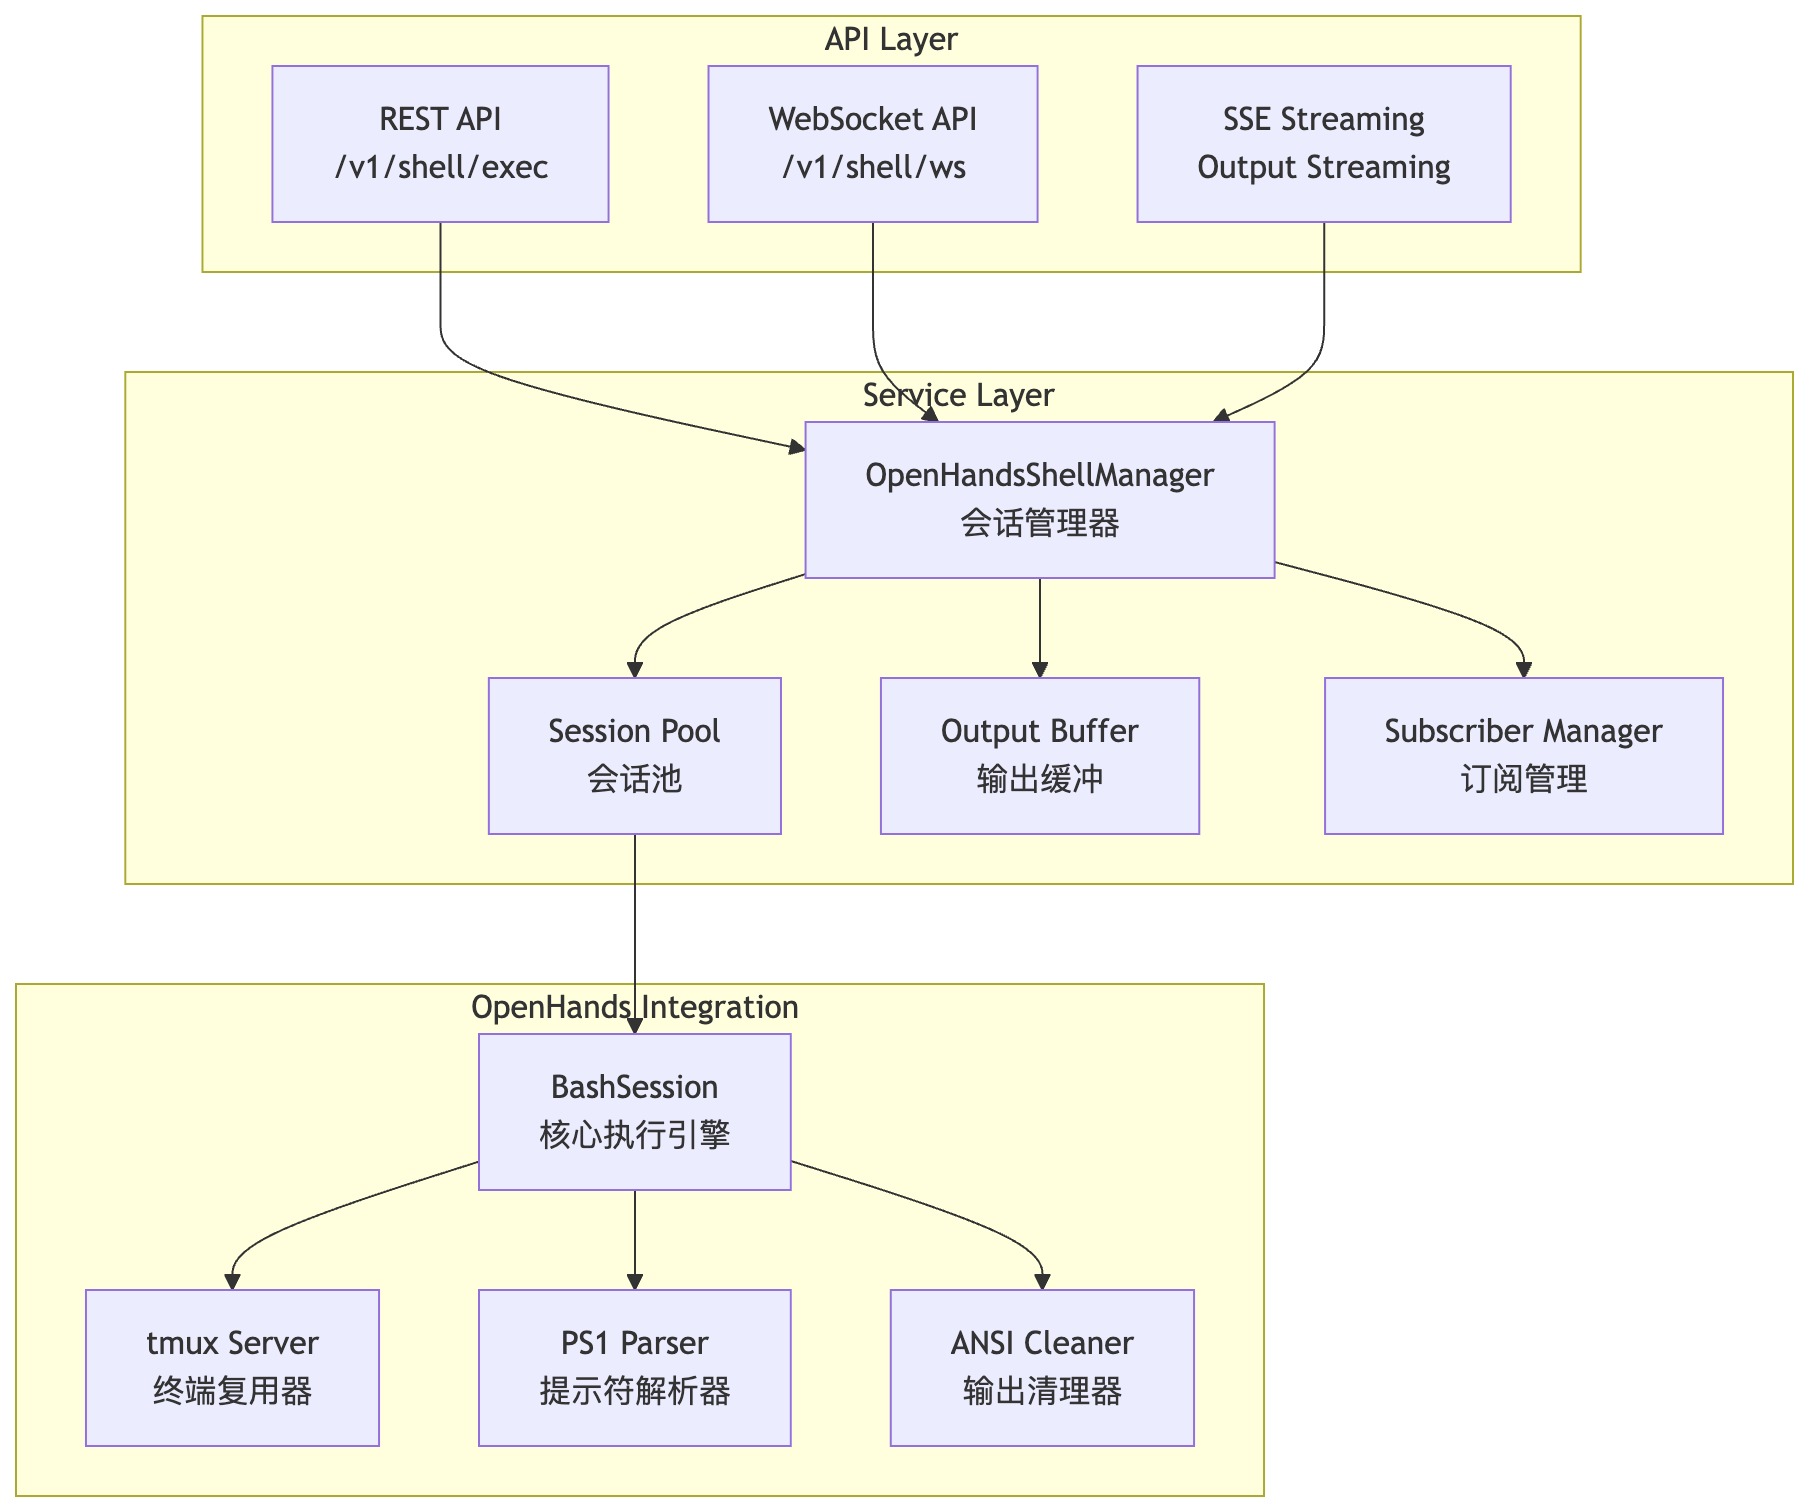 API Layer
REST API
/v1/shell/exec
WebSocket API
/v1/shell/ws
SSE Streaming
Output Streaming
Service Layer
OpenHandsShellManager
会话管理器
Session Pool
会话池
Output Buffer
输出缓冲
Subscriber Manager
订阅管理
OpenHands Integration
BashSession
核心执行引擎
tmux Server
终端复用器
PS1 Parser
提示符解析器
ANSI Cleaner
输出清理器